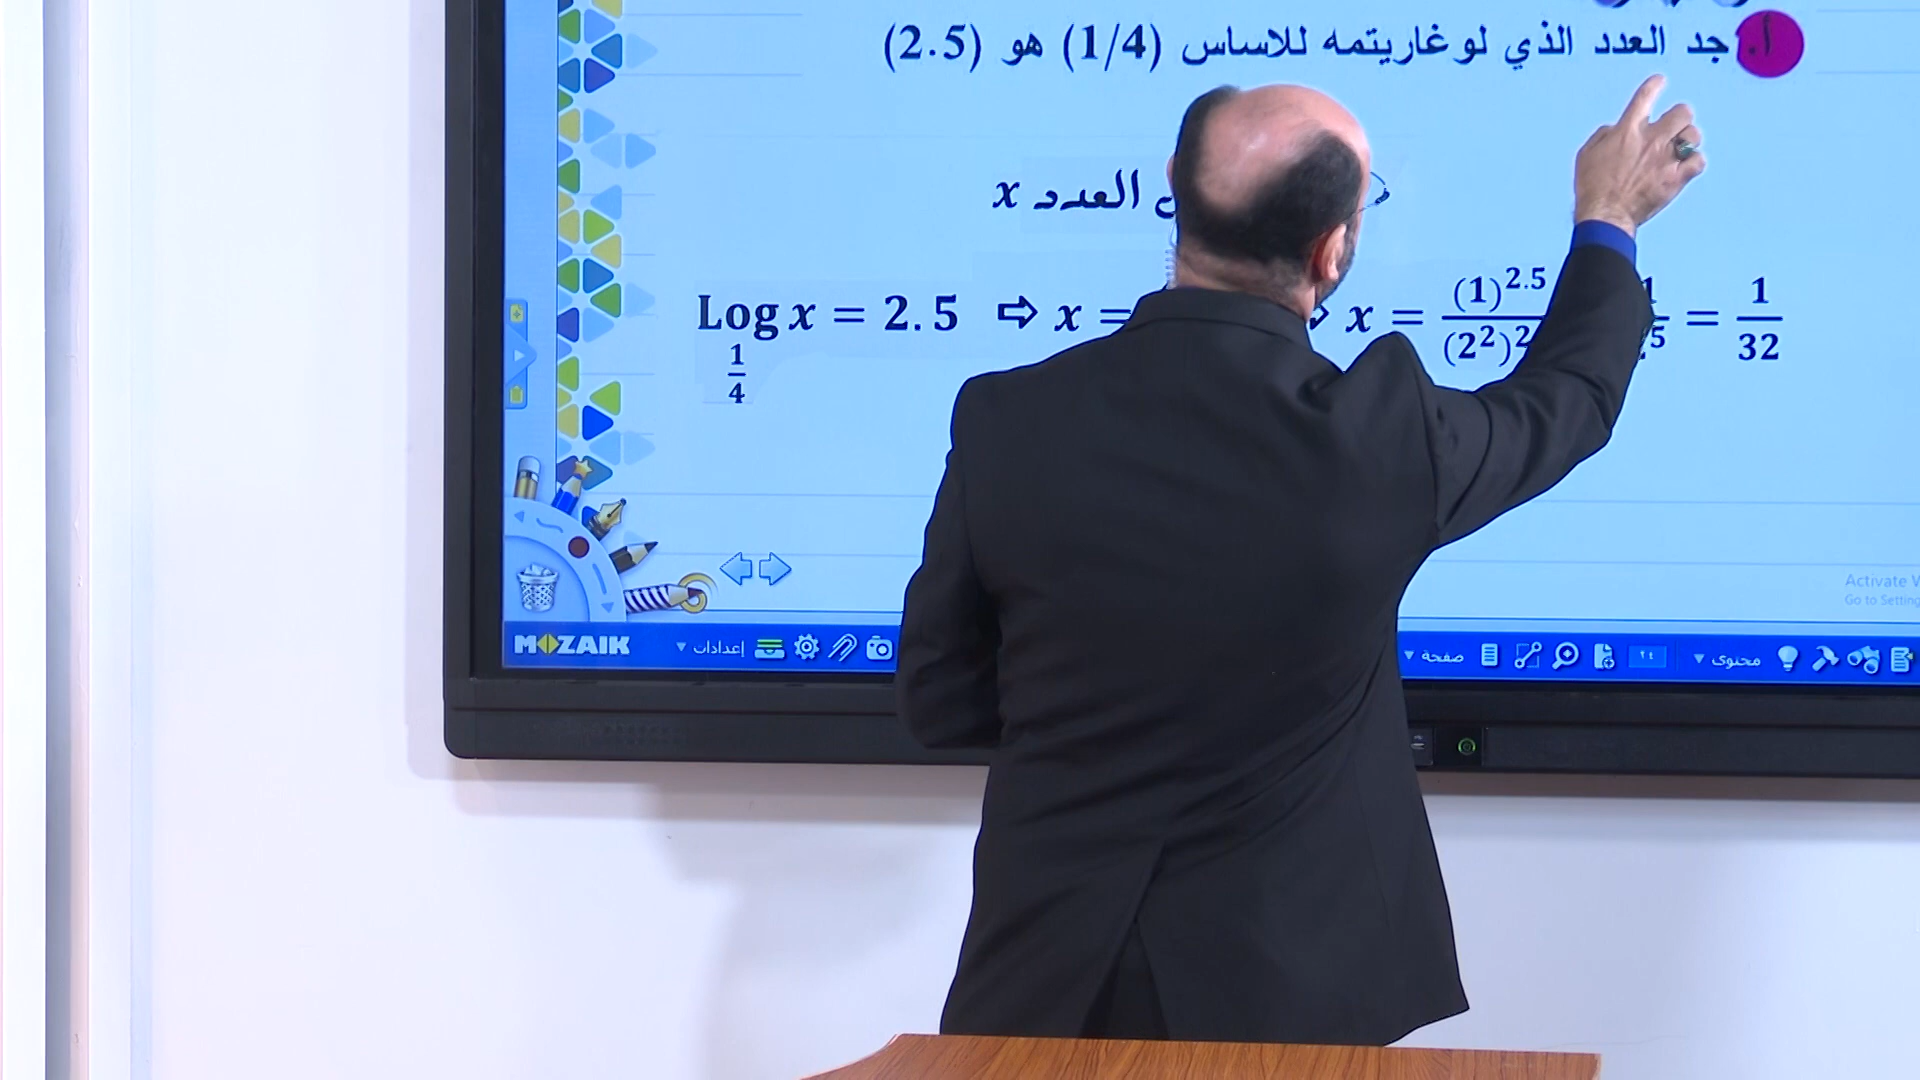 أ. جد العدد الذي لوغاريتمه للاساس (1/4) هو (2.5)
العدد x
Log x = 2.5 ⇨ x = ⇨ x = (1)^2.5 / (2^2)^2 = 1/32
1/4
Activate
Go to Setting
MOZAIK إعدادات صفحة ٢٤ محتوى